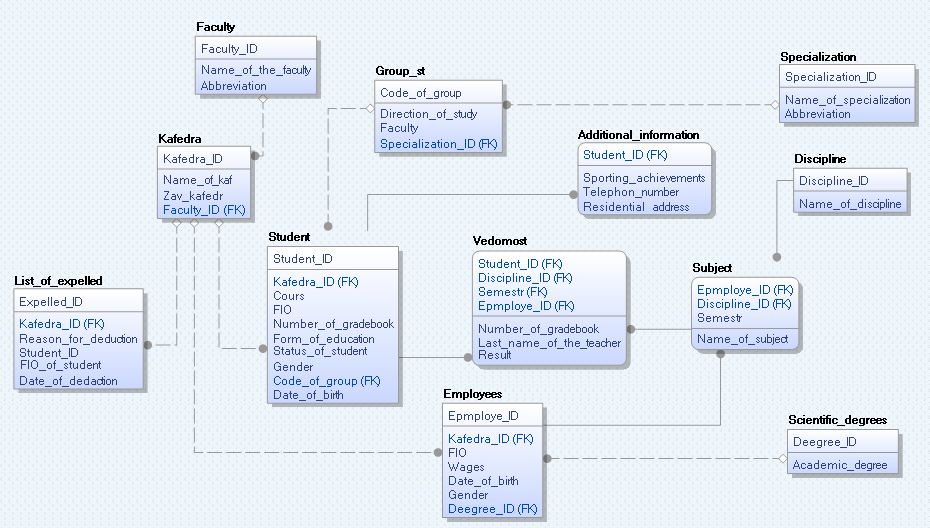 Faculty
Faculty_ID
Name_of_the_faculty
Abbreviation
Group_st
Code_of_group
Direction_of_study
Faculty
Specialization_ID (FK)
Specialization
Specialization_ID
Name_of_specialization
Abbreviation
Kafedra
Kafedra_ID
Name_of_kaf
Zav_kafedr
Faculty_ID (FK)
Additional_information
Student_ID (FK)
Sporting_achievements
Telephon_number
Residential_address
Discipline
Discipline_ID
Name_of_discipline
Student
Student_ID
Kafedra_ID (FK)
Cours
FIO
Number_of_gradebook
Form_of_education
Status_of_student
Gender
Code_of_group (FK)
Date_of_birth
Vedomost
Student_ID (FK)
Discipline_ID (FK)
Semestr (FK)
Epmploye_ID (FK)
Number_of_gradebook
Last_name_of_the_teacher
Result
Subject
Epmploye_ID (FK)
Discipline_ID (FK)
Semestr
Name_of_subject
List_of_expelled
Expelled_ID
Kafedra_ID (FK)
Reason_for_deduction
Student_ID
FIO_of_student
Date_of_dedaction
Employees
Epmploye_ID
Kafedra_ID (FK)
FIO
Wages
Date_of_birth
Gender
Deegree_ID (FK)
Scientific_degrees
Deegree_ID
Academic_degree